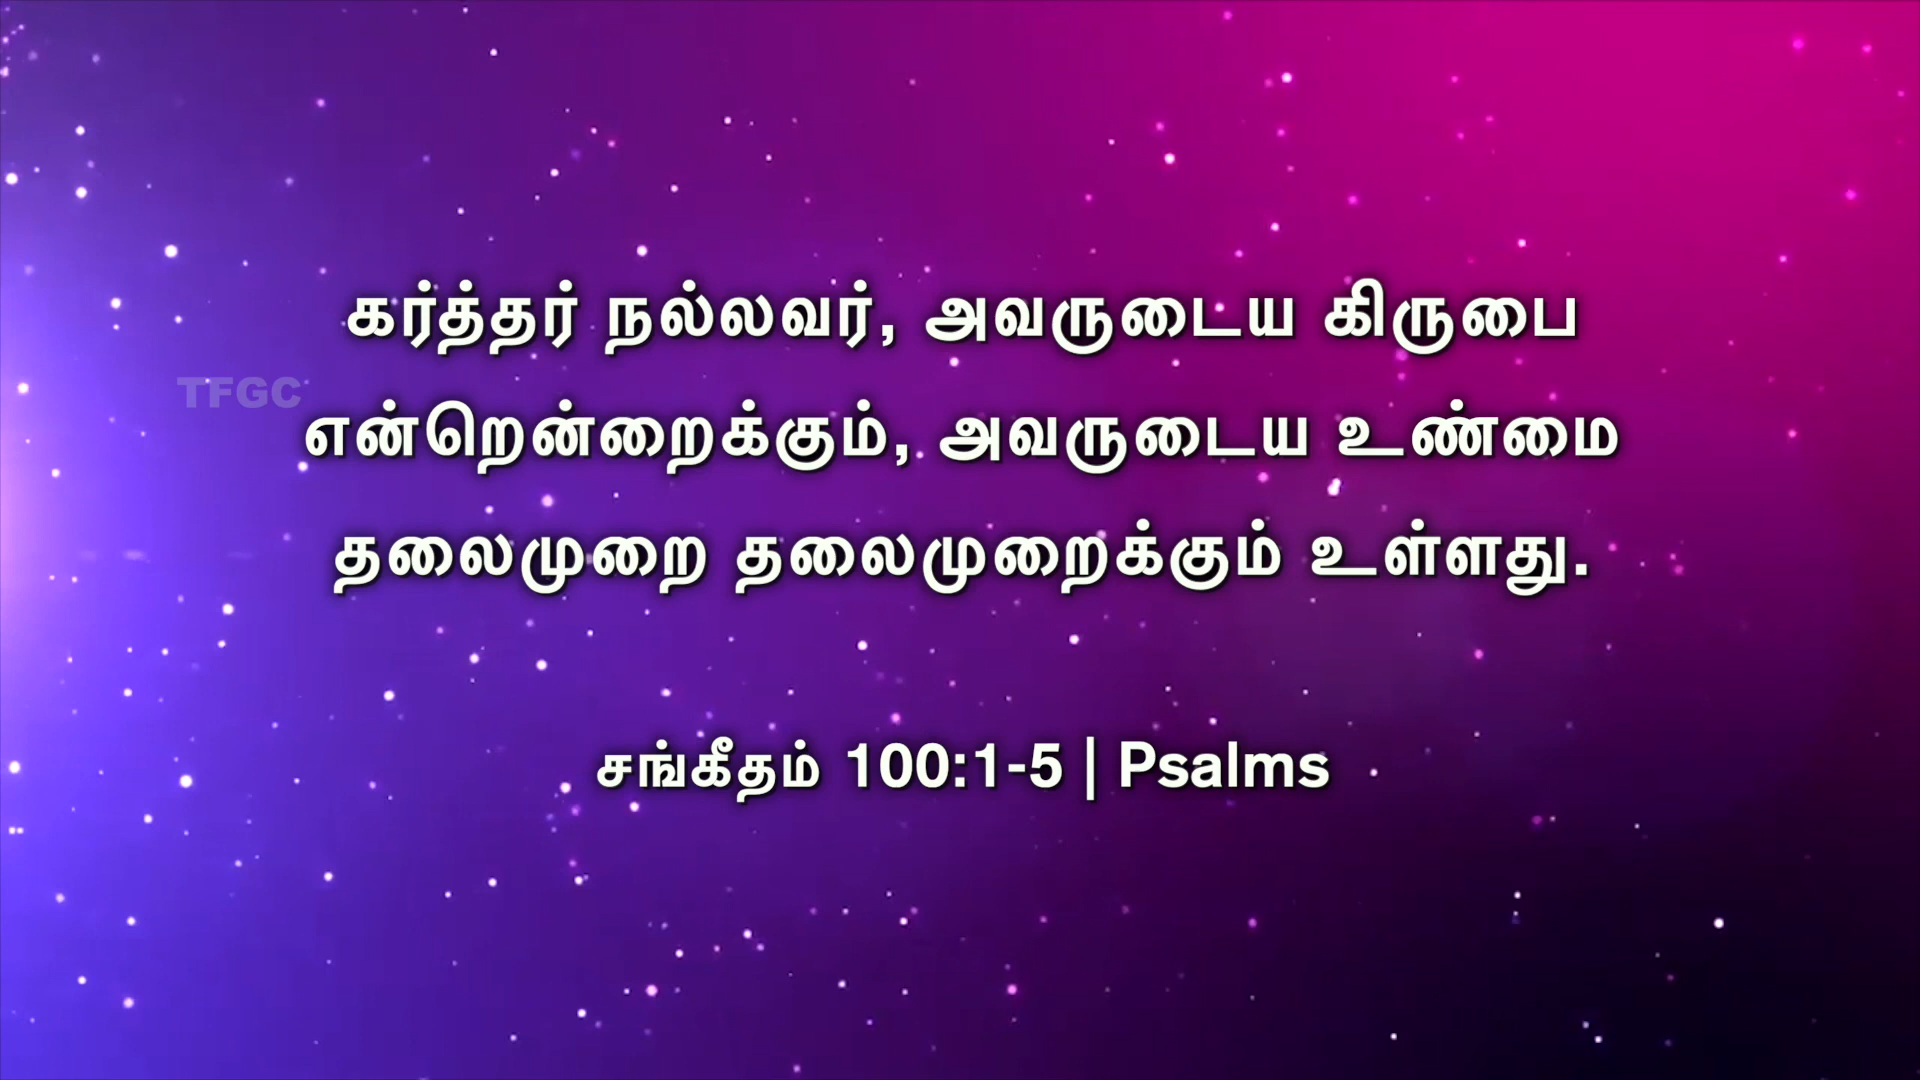 கர்த்தர் நல்லவர், அவருடைய கிருபை
TFGC
என்றென்றைக்கும், அவருடைய உண்மை
தலைமுறை தலைமுறைக்கும் உள்ளது.
சங்கீதம் 100:1-5 | Psalms